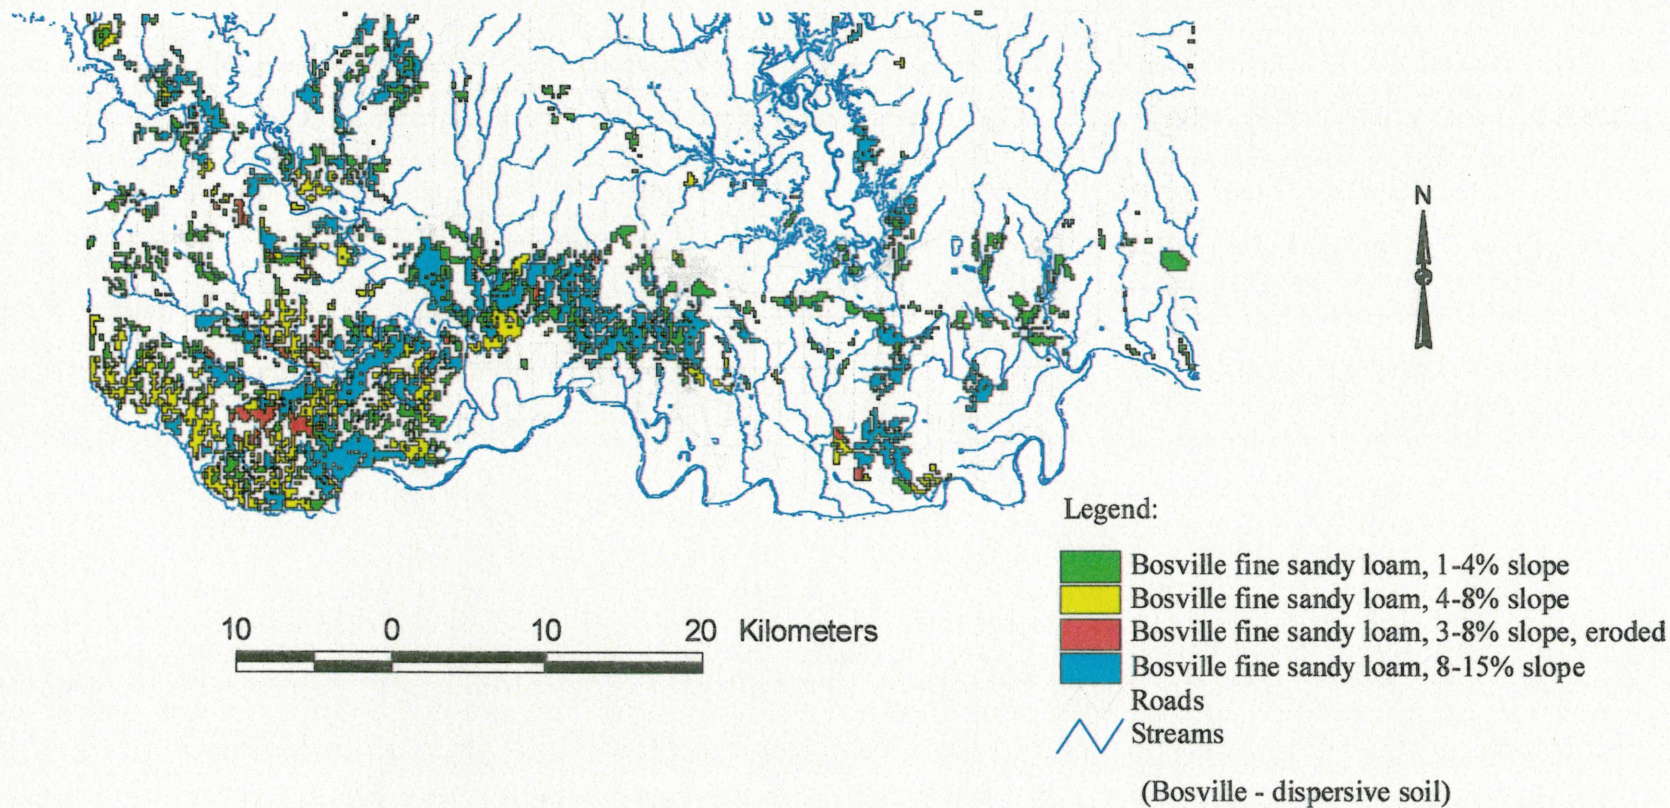 N
Legend:
Bosville fine sandy loam, 1-4% slope
Bosville fine sandy loam, 4-8% slope
Bosville fine sandy loam, 3-8% slope, eroded
Bosville fine sandy loam, 8-15% slope
Roads
Streams
(Bosville - dispersive soil)
10 0 10 20 Kilometers